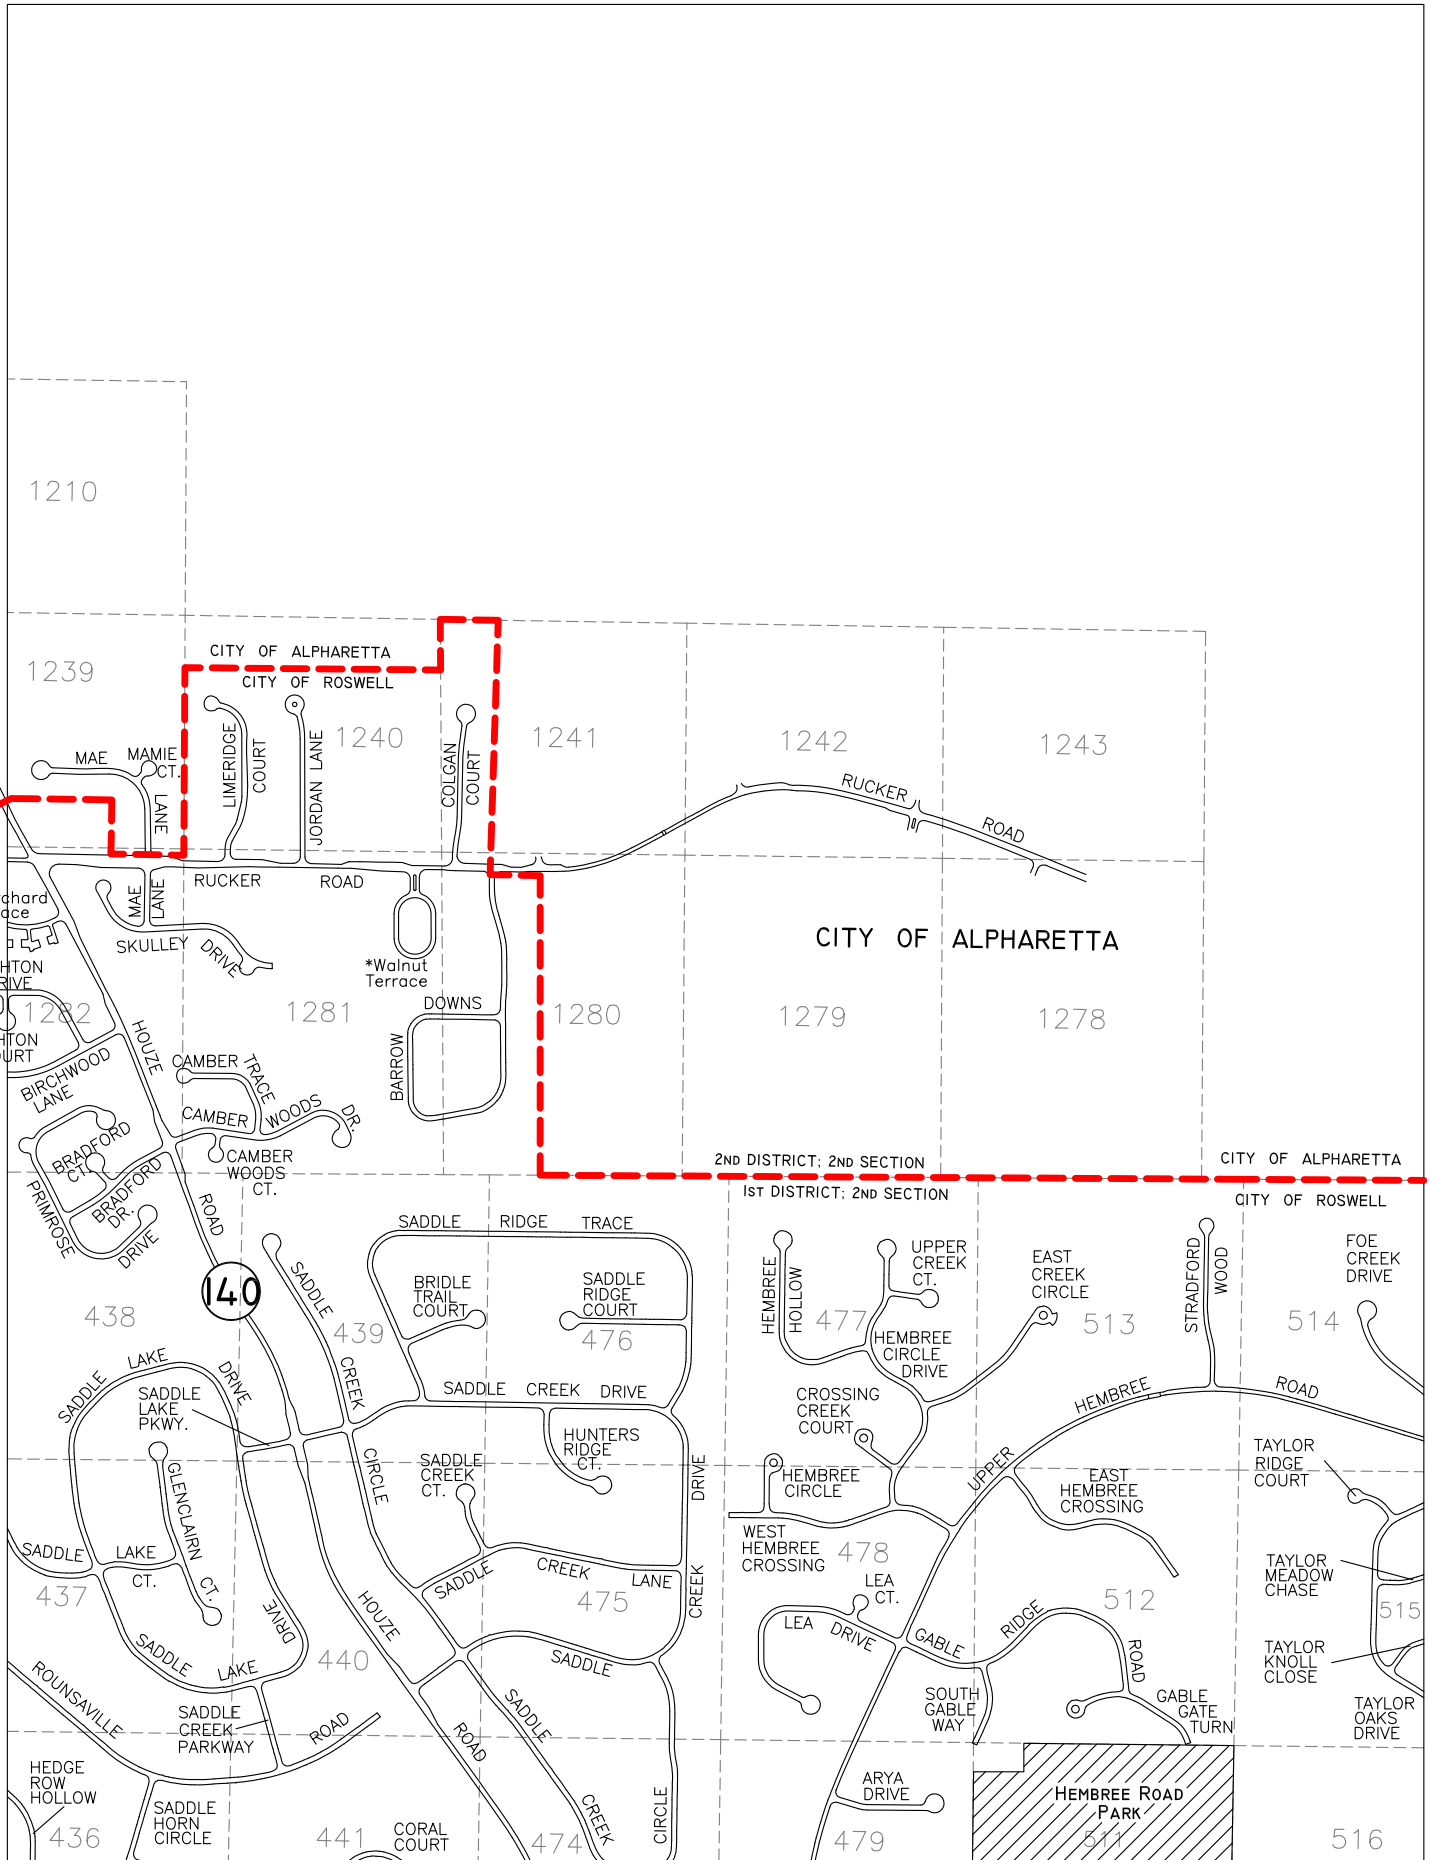 1210
1239
CITY OF ALPHARETTA
CITY OF ROSWELL
1240
1241
1242
1243
MAE
MAMIE
CT.
LANE
LIMERIDGE
COURT
JORDAN LANE
COLGAN
COURT
RUCKER
ROAD
RUCKER
ROAD
MAE
LANE
SKULLEY DRIVE
*Walnut
Terrace
CITY OF ALPHARETTA
1282
1281
1280
1279
1278
DOWNS
BARROW
HOUZE
BIRCHWOOD
LANE
CAMBER
TRACE
CAMBER WOODS DR.
CAMBER
WOODS
CT.
BRADFORD
CT.
BRADFORD
DR.
PRIMROSE
DRIVE
ROAD
140
2ND DISTRICT; 2ND SECTION
1ST DISTRICT; 2ND SECTION
CITY OF ALPHARETTA
CITY OF ROSWELL
SADDLE RIDGE TRACE
BRIDLE
TRAIL
COURT
SADDLE
RIDGE
COURT
HEMBREE
HOLLOW
UPPER
CREEK
CT.
EAST
CREEK
CIRCLE
STRADFORD
WOOD
FOE
CREEK
DRIVE
438
439
476
477
513
514
SADDLE
CREEK
CIRCLE
HEMBREE
CIRCLE
DRIVE
SADDLE LAKE DRIVE
SADDLE
LAKE
PKWY.
SADDLE CREEK DRIVE
CROSSING
CREEK
COURT
UPPER HEMBREE ROAD
HUNTERS
RIDGE
CT.
SADDLE
CREEK
CT.
DRIVE
CREEK
HEMBREE
CIRCLE
EAST
HEMBREE
CROSSING
TAYLOR
RIDGE
COURT
GLENCLAIRN CT.
WEST
HEMBREE
CROSSING
478
SADDLE LAKE
CT.
437
SADDLE CREEK LANE
475
LEA
CT.
512
TAYLOR
MEADOW
CHASE
515
DRIVE
HOUZE
LEA DRIVE
GABLE RIDGE ROAD
SADDLE LAKE
440
SADDLE
TAYLOR
KNOLL
CLOSE
ROUNSAVILLE ROAD
SADDLE
CREEK
PARKWAY
SADDLE
CREEK
CIRCLE
ROAD
SOUTH
GABLE
WAY
GABLE
GATE
TURN
TAYLOR
OAKS
DRIVE
HEDGE
ROW
HOLLOW
SADDLE
HORN
CIRCLE
ARYA
DRIVE
HEMBREE ROAD
PARK
436
441
CORAL
COURT
474
479
511
516